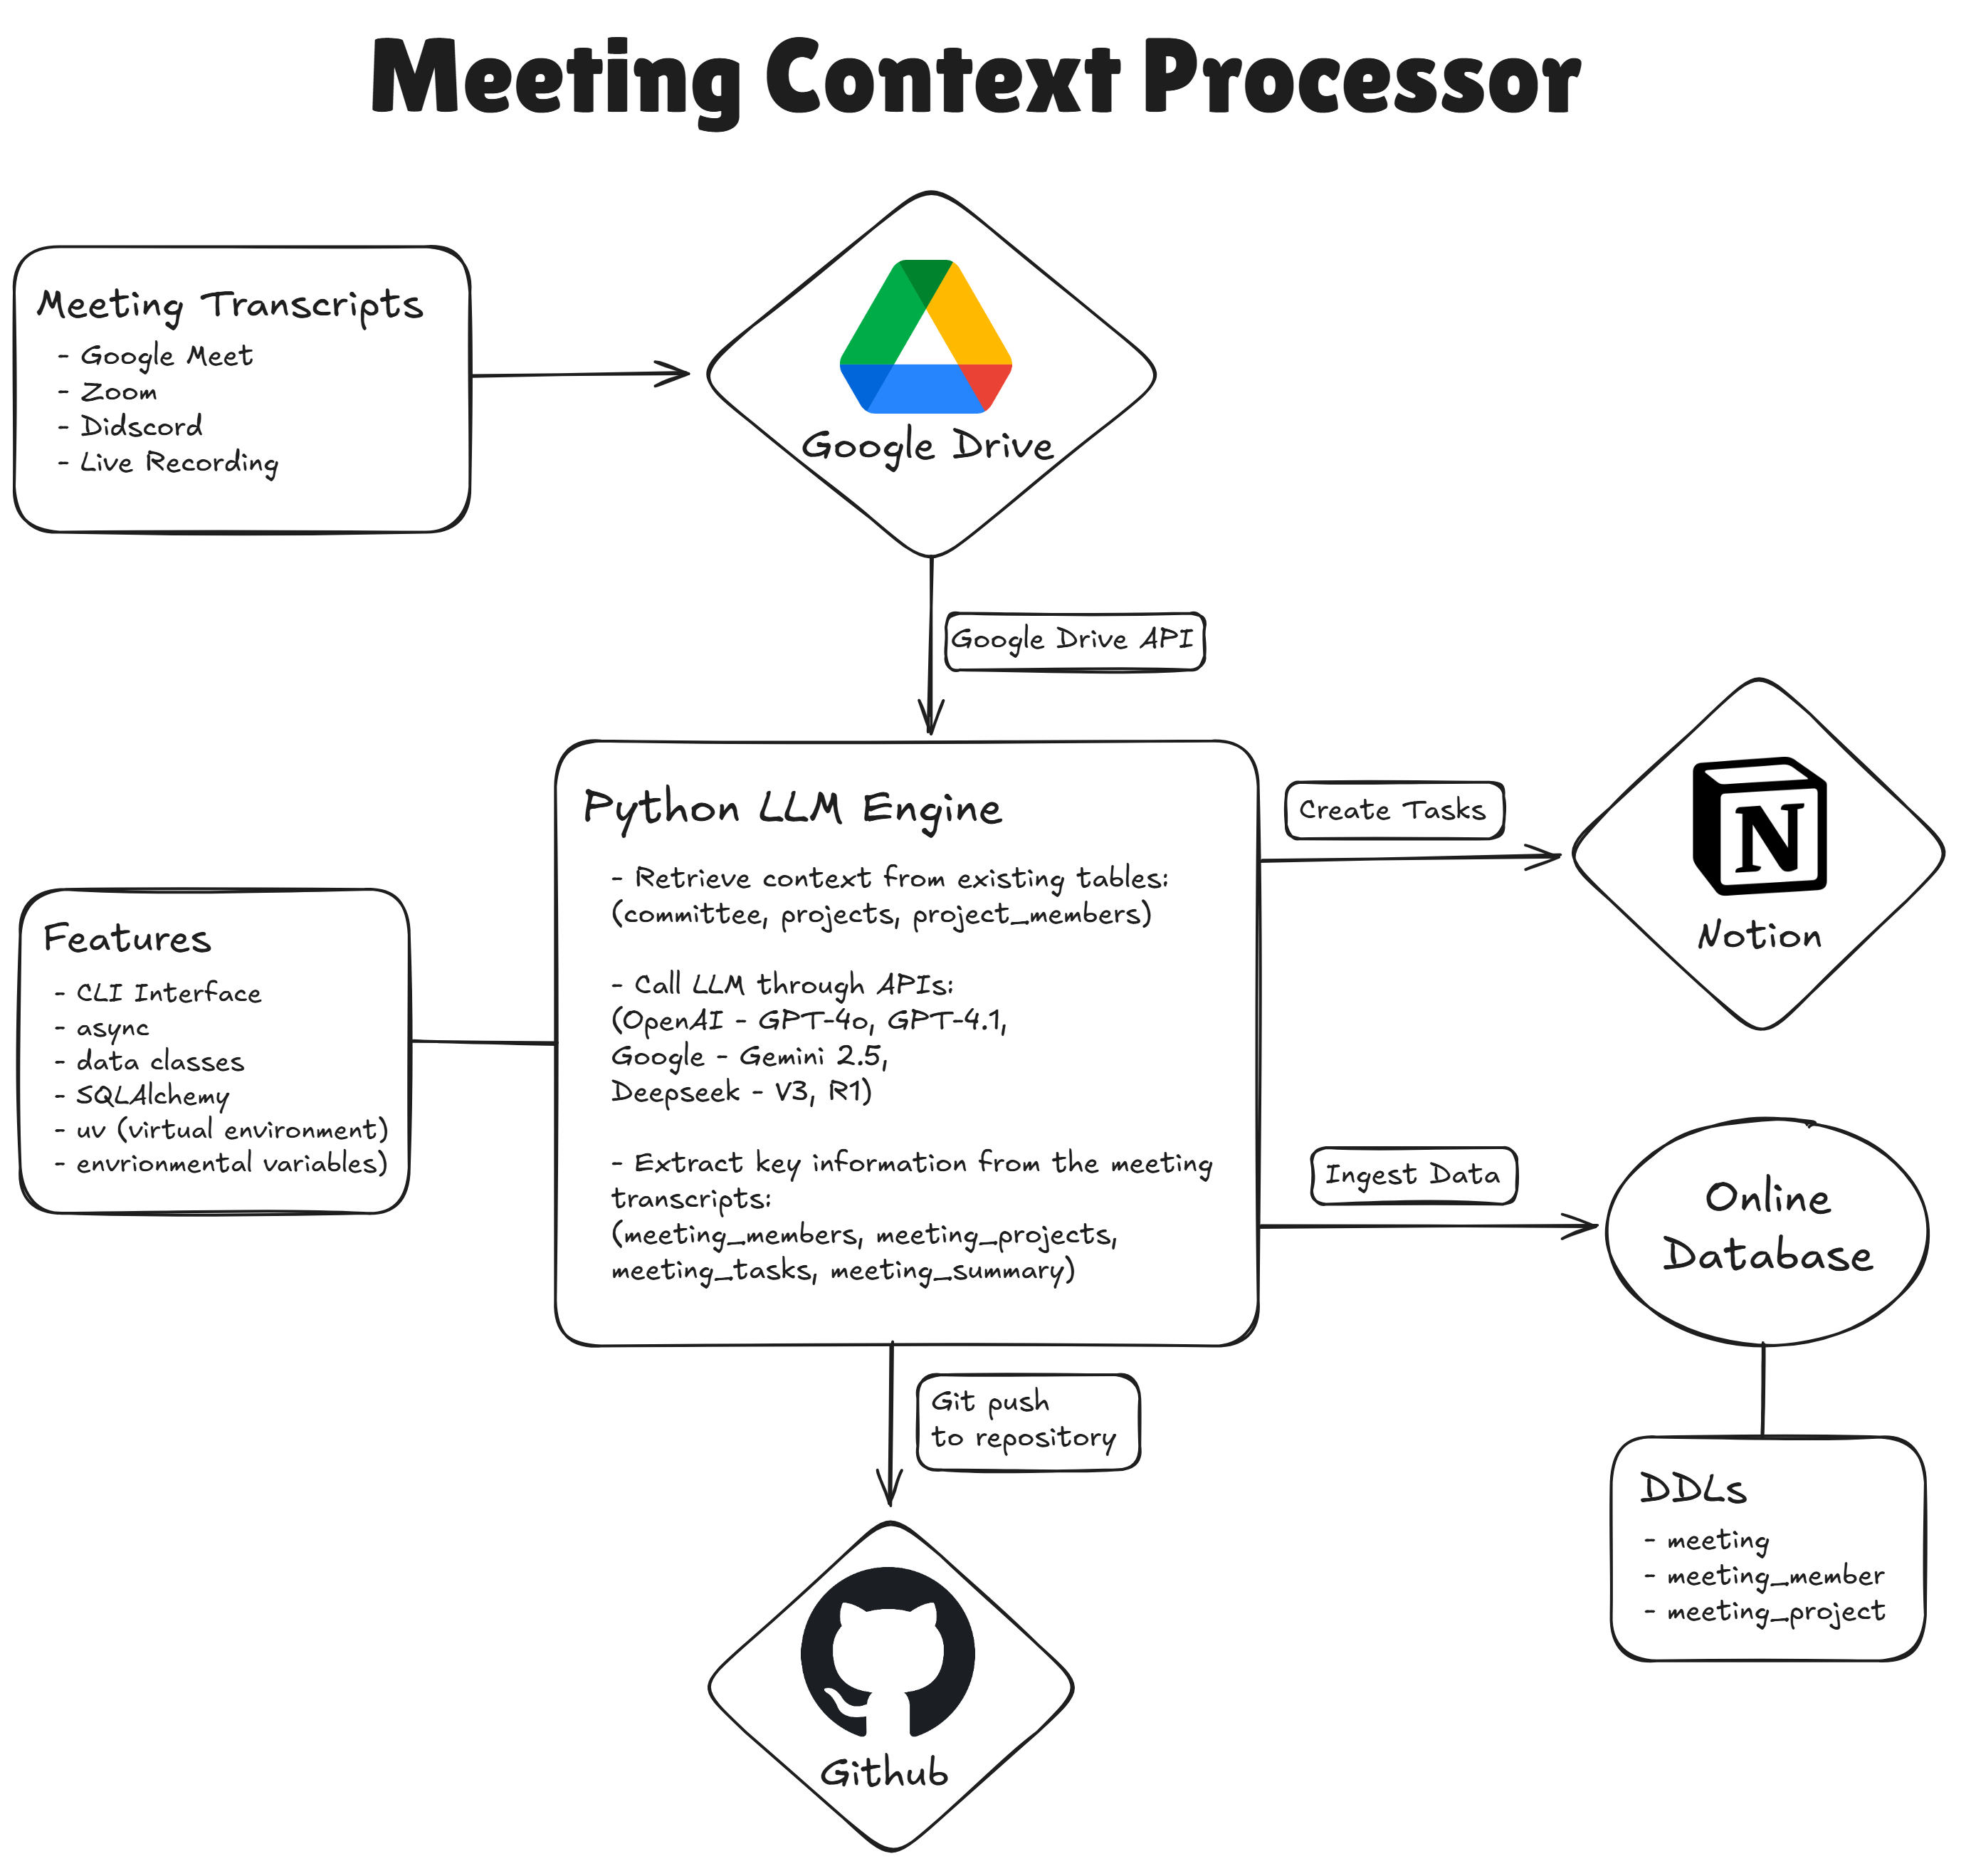 Meeting Context Processor
Meeting Transcripts
- Google Meet
- Zoom
- Didscord
- Live Recording
Google Drive
Google Drive API
Python LLM Engine
- Retrieve context from existing tables:
(committee, projects, project_members)
- Call LLM through APIs:
(OpenAI - GPT-4o, GPT-4.1,
Google - Gemini 2.5,
Deepseek - V3, R1)
- Extract key information from the meeting
transcripts:
(meeting_members, meeting_projects,
meeting_tasks, meeting_summary)
Create Tasks
N
Notion
Features
- CLI Interface
- async
- data classes
- SQLAlchemy
- uv (virtual environment)
- envrionmental variables)
Ingest Data
Online
Database
Git push
to repository
DDLs
- meeting
- meeting_member
- meeting_project
Github